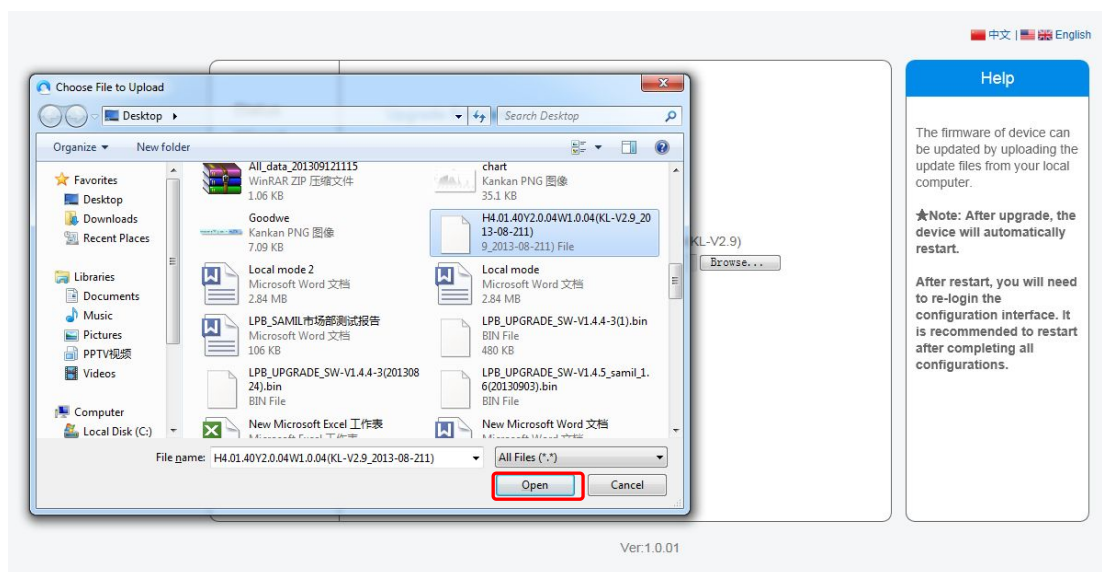 中文 | English
Choose File to Upload
Desktop
Search Desktop
Organize
New folder
Favorites
Desktop
Downloads
Recent Places
Libraries
Documents
Music
Pictures
PPTV视频
Videos
Computer
Local Disk (C:)
All_data_201309121115
WinRAR ZIP 压缩文件
1.06 KB
chart
Kankan PNG 图像
35.1 KB
Goodwe
Kankan PNG 图像
7.09 KB
H4.01.40Y2.0.04W1.0.04(KL-V2.9_20
13-08-211)
9_2013-08-211) File
Local mode 2
Microsoft Word 文档
2.84 MB
Local mode
Microsoft Word 文档
2.84 MB
LPB_SAMIL市场部测试报告
Microsoft Word 文档
106 KB
LPB_UPGRADE_SW-V1.4.4-3(1).bin
BIN File
480 KB
LPB_UPGRADE_SW-V1.4.4-3(201308
24).bin
BIN File
LPB_UPGRADE_SW-V1.4.5_samil_1.
6(20130903).bin
BIN File
New Microsoft Excel 工作表
Microsoft Excel 工作表
New Microsoft Word 文档
Microsoft Word 文档
File name: H4.01.40Y2.0.04W1.0.04(KL-V2.9_2013-08-211)
All Files (*.*)
Open
Cancel
KL-V2.9)
Browse...
Help
The firmware of device can
be updated by uploading the
update files from your local
computer.
★Note: After upgrade, the
device will automatically
restart.
After restart, you will need
to re-login the
configuration interface. It
is recommended to restart
after completing all
configurations.
Ver:1.0.01